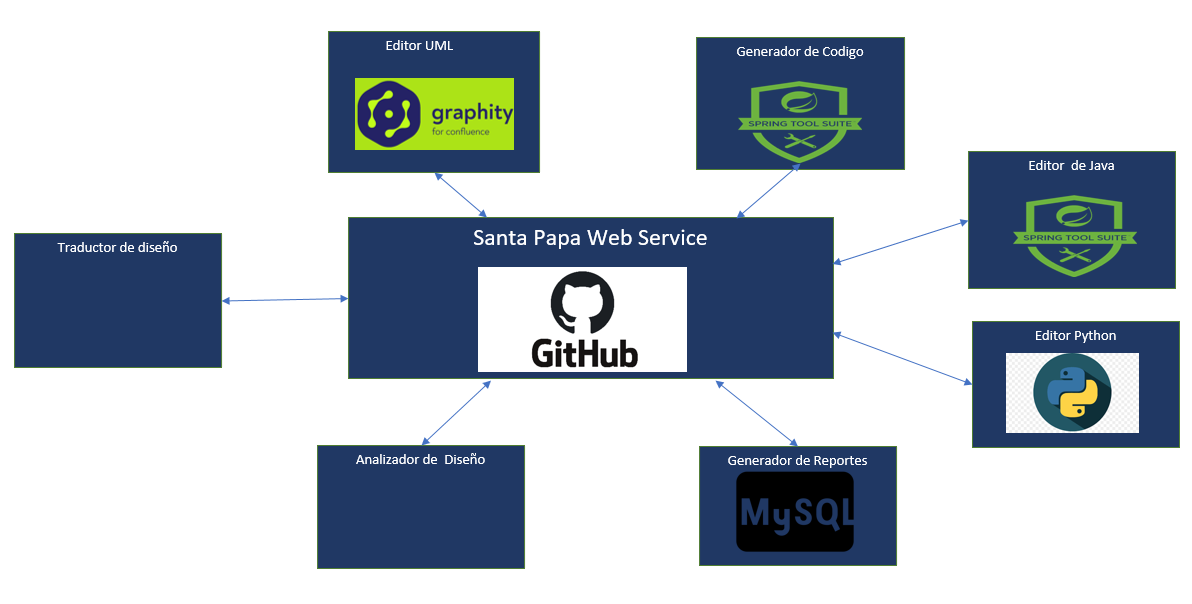 Editor UML
graphity
for confluence
Generador de Codigo
SPRING TOOL SUITE
Editor de Java
SPRING TOOL SUITE
Traductor de diseño
Santa Papa Web Service
GitHub
Editor Python
Analizador de Diseño
Generador de Reportes
MySQL